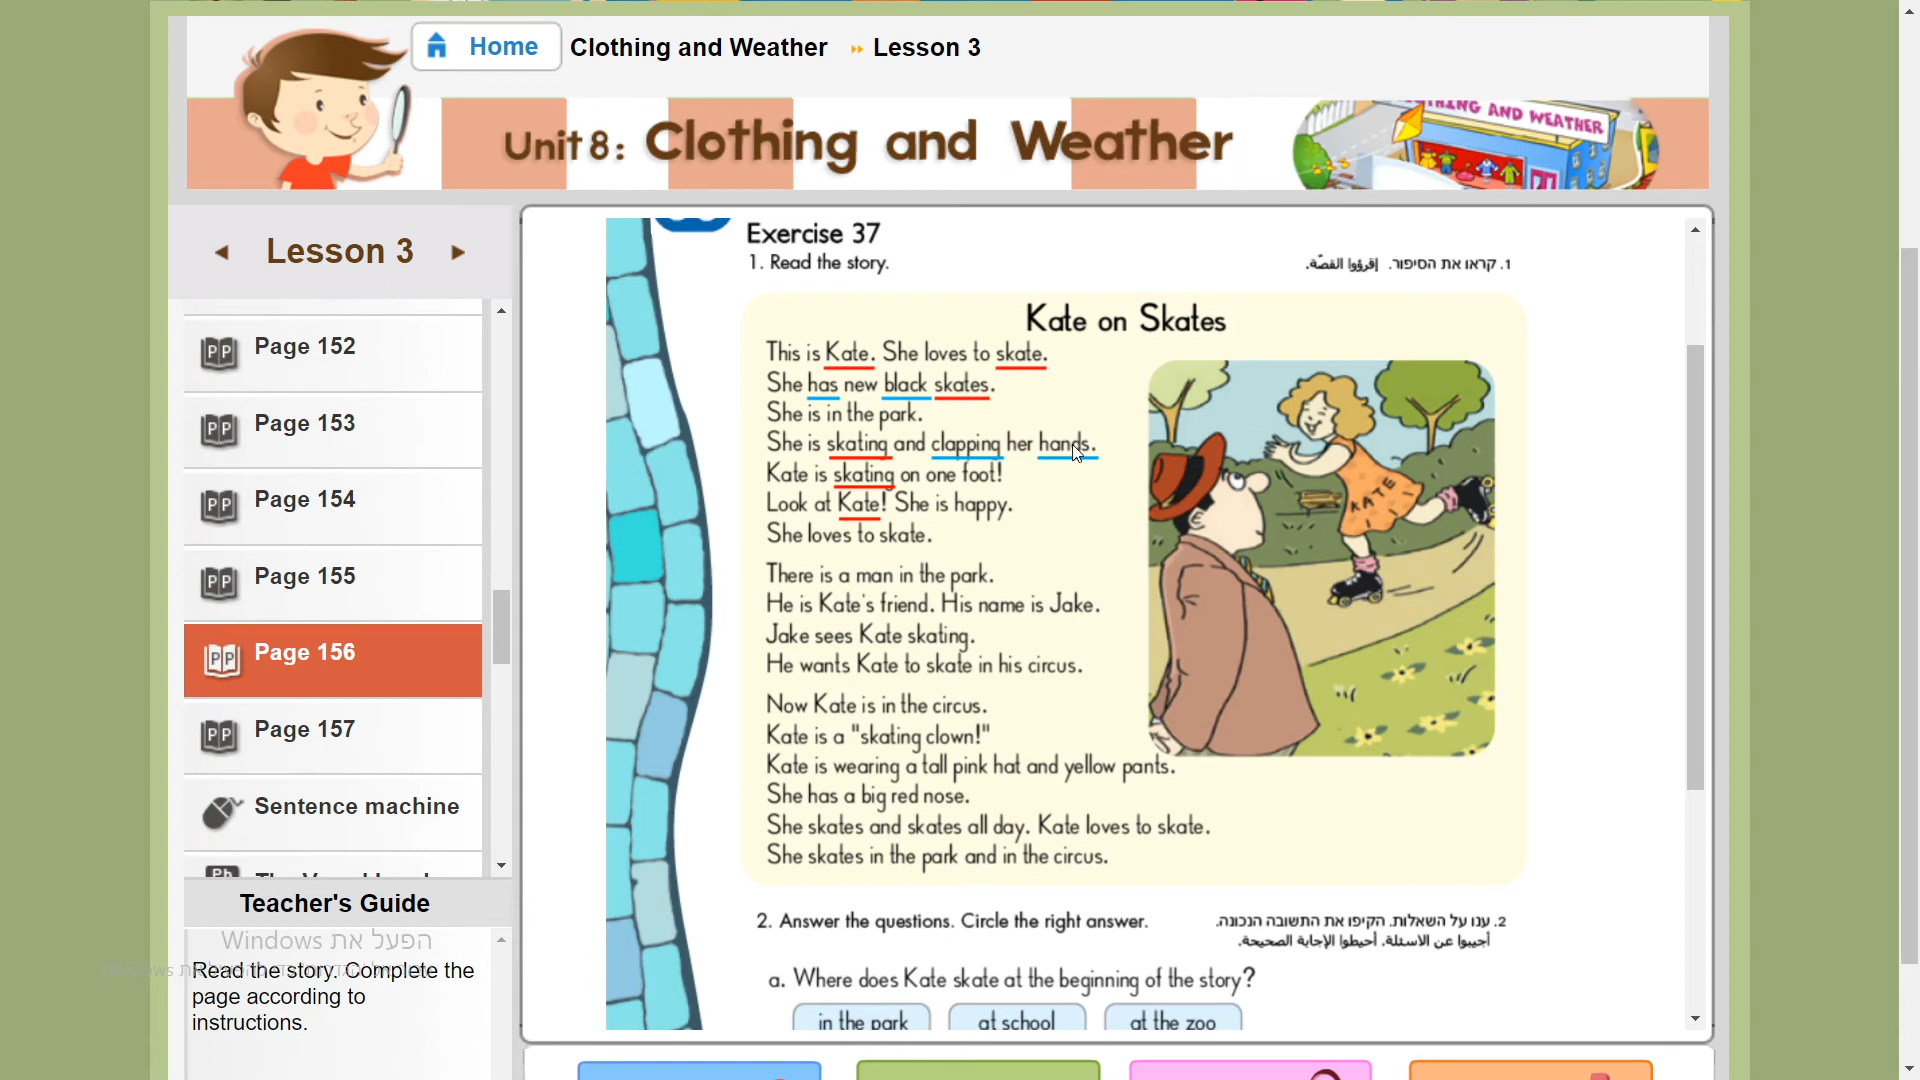 Home Clothing and Weather Lesson 3
Unit 8: Clothing and Weather
CLOTHING AND WEATHER
Lesson 3
Page 152
Page 153
Page 154
Page 155
Page 156
Page 157
Sentence machine
Teacher's Guide
הפעל את Windows
Read the story. Complete the
page according to
instructions.
Exercise 37
1. Read the story.
1. קראו את הסיפור. إقرؤوا القصّة.
Kate on Skates
This is Kate. She loves to skate.
She has new black skates.
She is in the park.
She is skating and clapping her hands.
Kate is skating on one foot!
Look at Kate! She is happy.
She loves to skate.
There is a man in the park.
He is Kate's friend. His name is Jake.
Jake sees Kate skating.
He wants Kate to skate in his circus.
Now Kate is in the circus.
Kate is a "skating clown!"
Kate is wearing a tall pink hat and yellow pants.
She has a big red nose.
She skates and skates all day. Kate loves to skate.
She skates in the park and in the circus.
KATE
2. Answer the questions. Circle the right answer.
2. ענו על השאלות. הקיפו את התשובה הנכונה.
أجيبوا عن الاسئلة. أحيطوا الإجابة الصحيحة.
a. Where does Kate skate at the beginning of the story?
in the park at school at the zoo